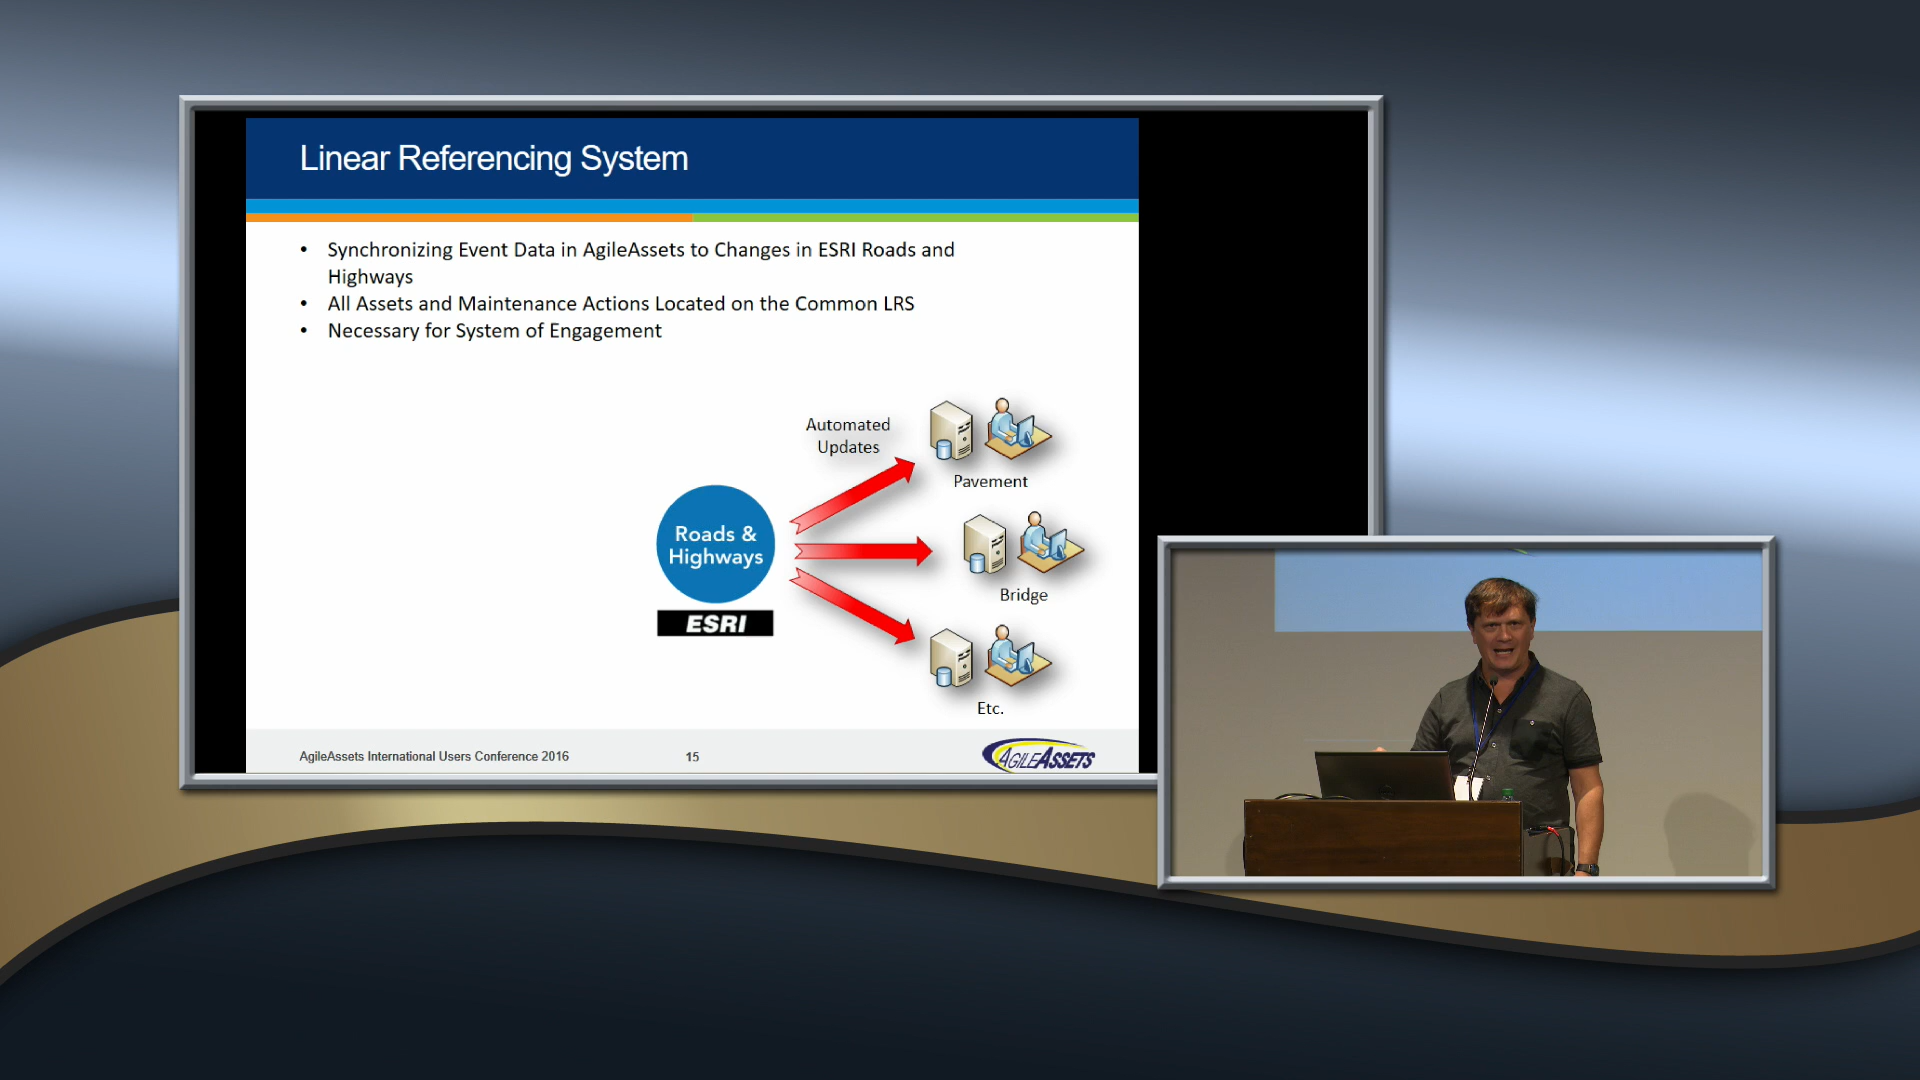 Linear Referencing System
• Synchronizing Event Data in AgileAssets to Changes in ESRI Roads and
Highways
• All Assets and Maintenance Actions Located on the Common LRS
• Necessary for System of Engagement
Automated
Updates
Pavement
Roads &
Highways
ESRI
Bridge
Etc.
AgileAssets International Users Conference 2016
15
AGILEASSETS